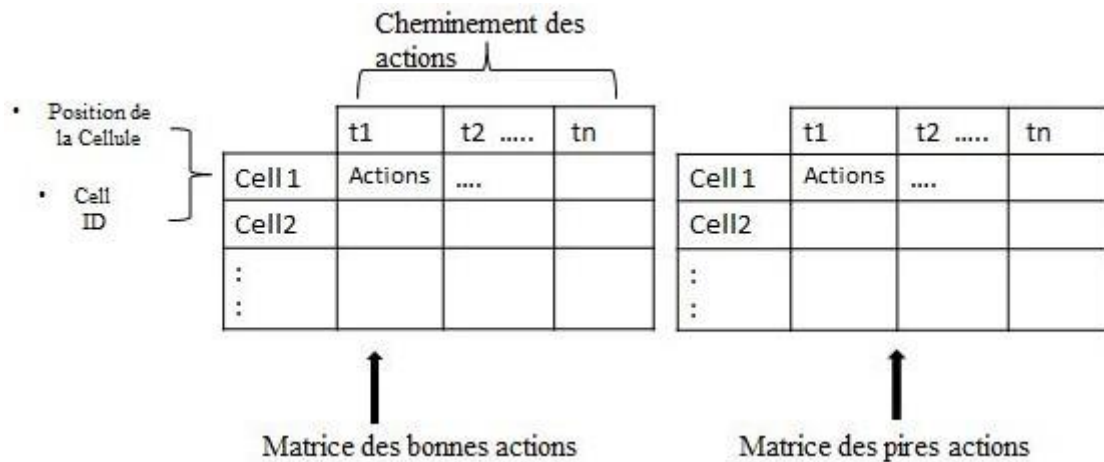 Cheminement des
actions
• Position de
la Cellule
• Cell
ID
t1 t2 ..... tn
Cell 1 Actions ....
Cell2
:
:
t1 t2 ..... tn
Cell 1 Actions ....
Cell2
:
:
Matrice des bonnes actions
Matrice des pires actions